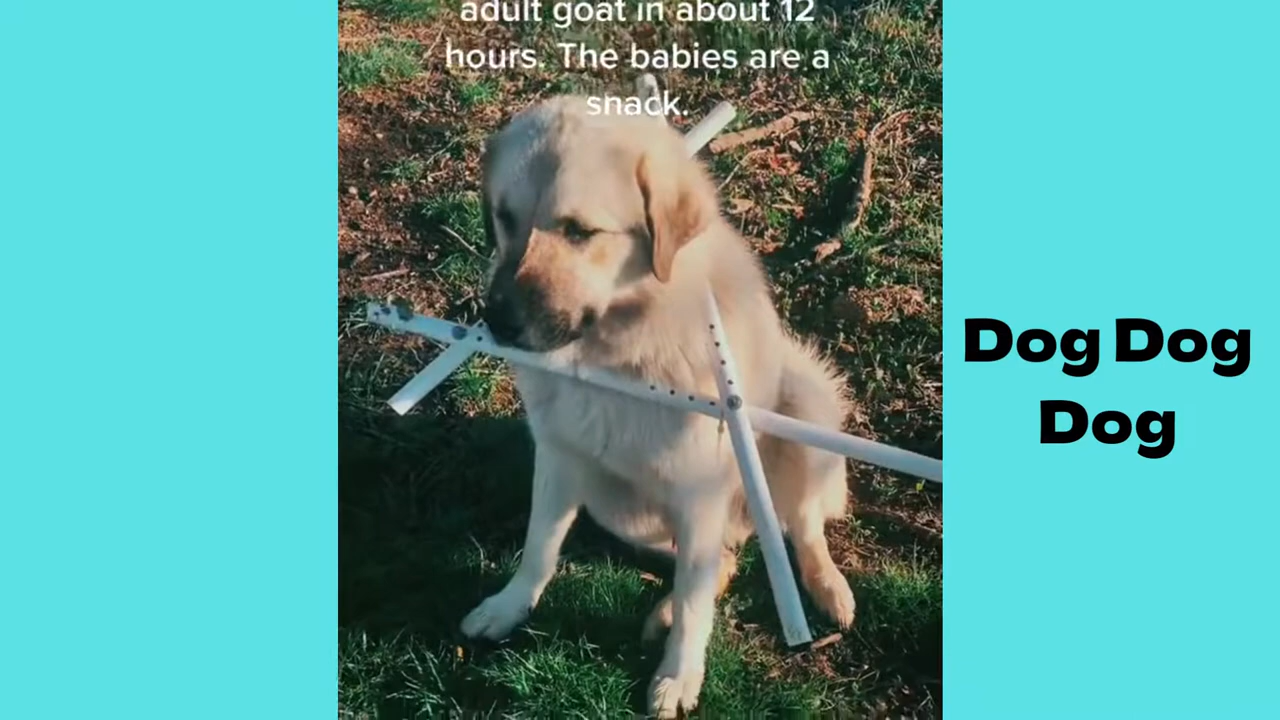 adult goat in about 12
hours. The babies are a
snack.
Dog Dog
Dog